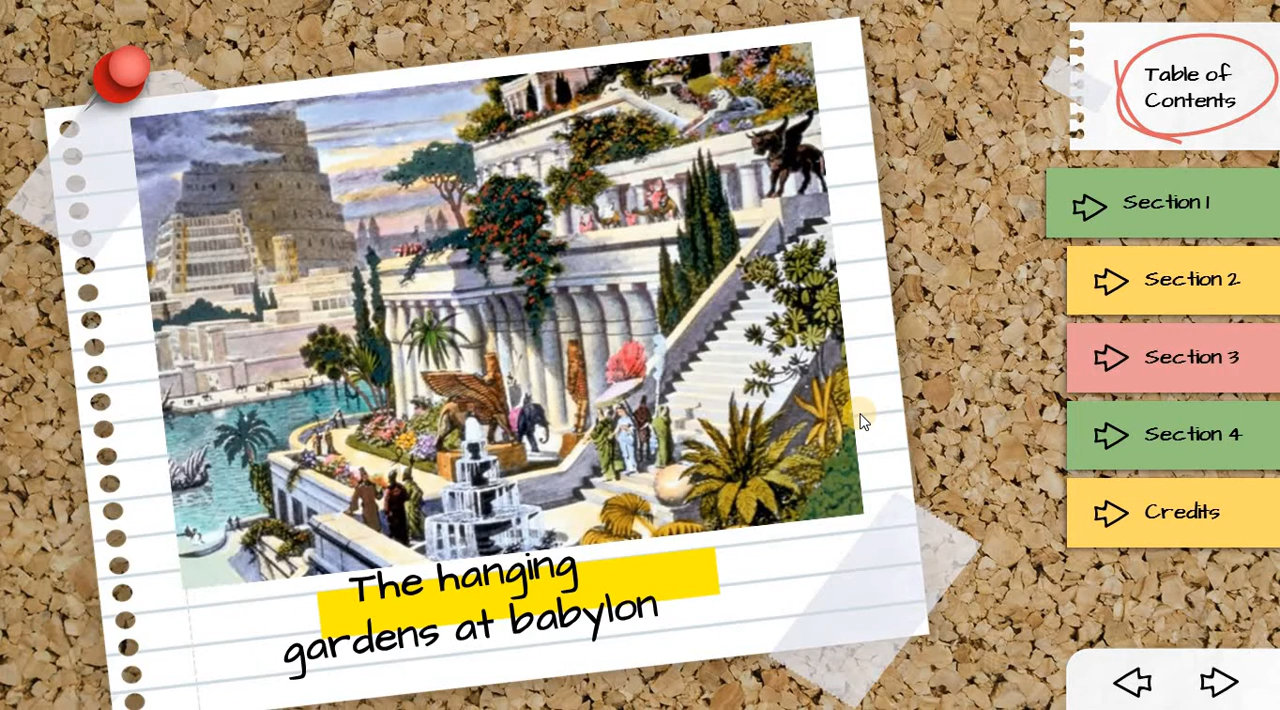 The hanging
gardens at babylon
Table of
Contents
Section 1
Section 2
Section 3
Section 4
Credits